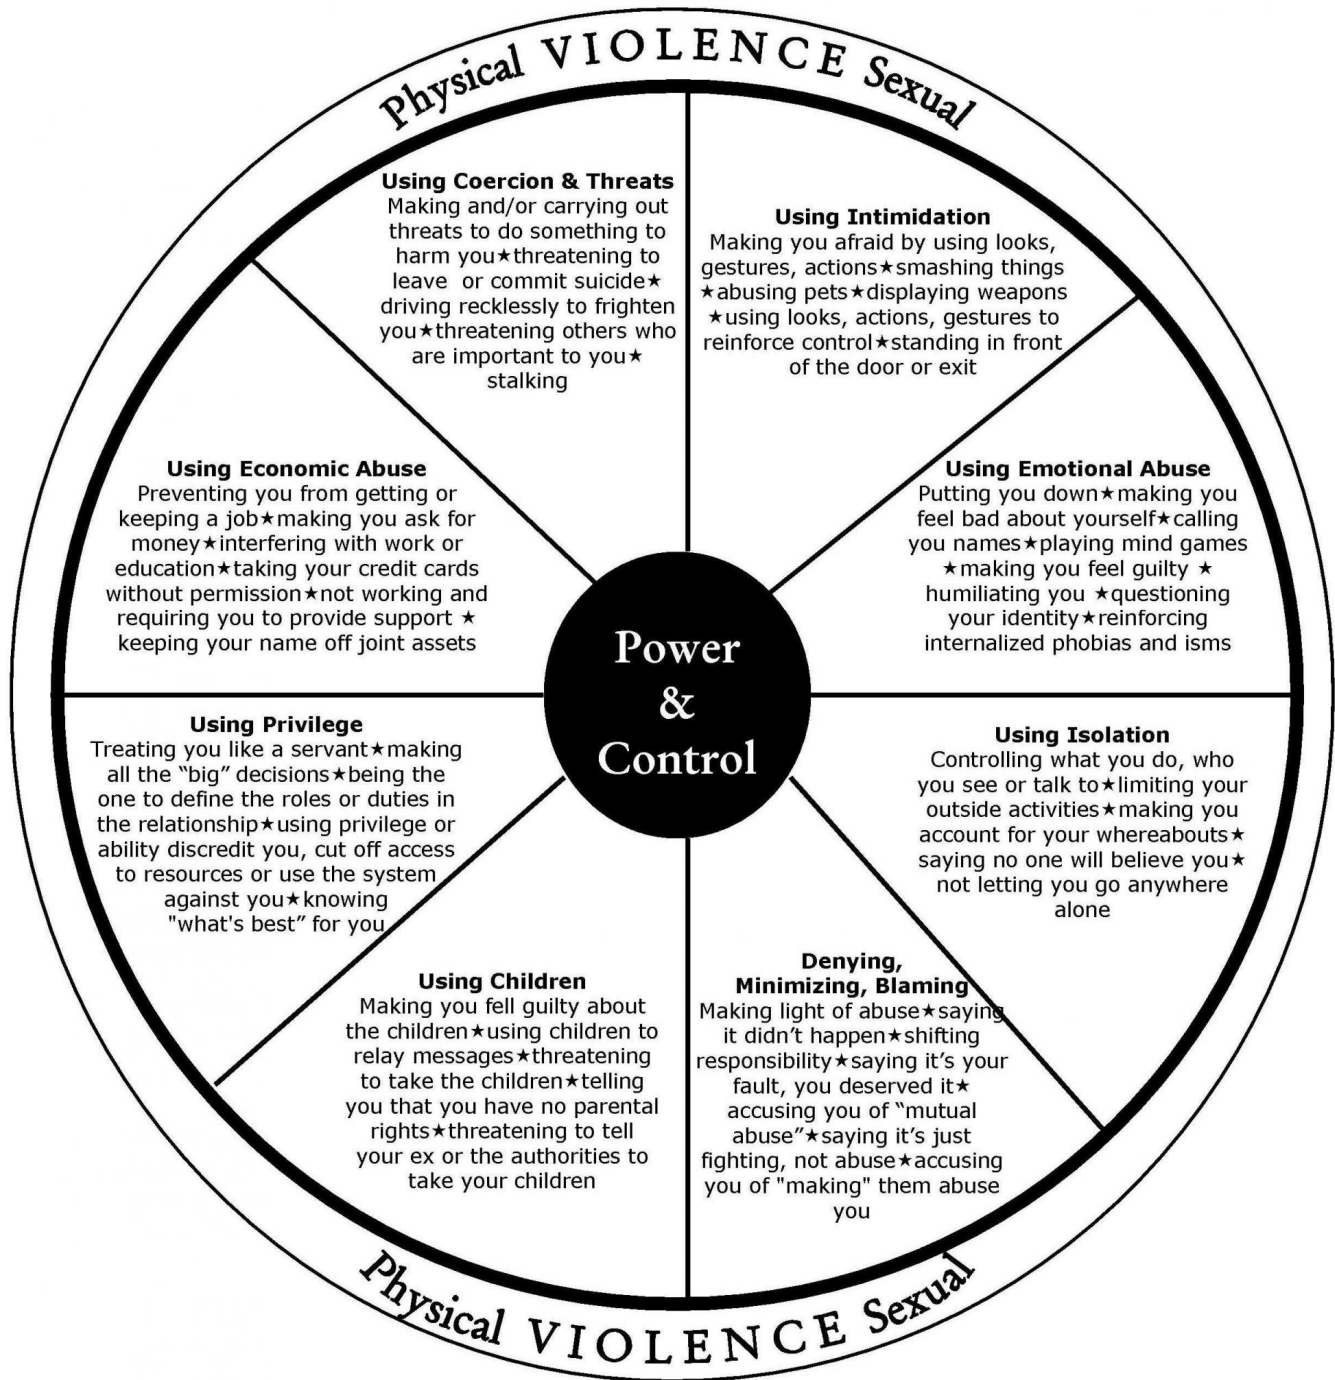 Physical VIOLENCE Sexual
Using Coercion & Threats
Making and/or carrying out
threats to do something to
harm you★threatening to
leave or commit suicide★
driving recklessly to frighten
you★threatening others who
are important to you★
stalking
Using Intimidation
Making you afraid by using looks,
gestures, actions★smashing things
★abusing pets★displaying weapons
★using looks, actions, gestures to
reinforce control★standing in front
of the door or exit
Using Economic Abuse
Preventing you from getting or
keeping a job★making you ask for
money★interfering with work or
education★taking your credit cards
without permission★not working and
requiring you to provide support ★
keeping your name off joint assets
Using Emotional Abuse
Putting you down★making you
feel bad about yourself★calling
you names★playing mind games
★making you feel guilty ★
humiliating you ★questioning
your identity★reinforcing
internalized phobias and isms
Power
&
Control
Using Privilege
Treating you like a servant★making
all the “big” decisions★being the
one to define the roles or duties in
the relationship★using privilege or
ability discredit you, cut off access
to resources or use the system
against you★knowing
"what's best” for you
Using Isolation
Controlling what you do, who
you see or talk to★limiting your
outside activities★making you
account for your whereabouts★
saying no one will believe you★
not letting you go anywhere
alone
Using Children
Making you fell guilty about
the children★using children to
relay messages★threatening
to take the children★telling
you that you have no parental
rights★threatening to tell
your ex or the authorities to
take your children
Denying,
Minimizing, Blaming
Making light of abuse★saying
it didn’t happen★shifting
responsibility★saying it’s your
fault, you deserved it★
accusing you of “mutual
abuse”★saying it’s just
fighting, not abuse★accusing
you of "making" them abuse
you
Physical VIOLENCE Sexual